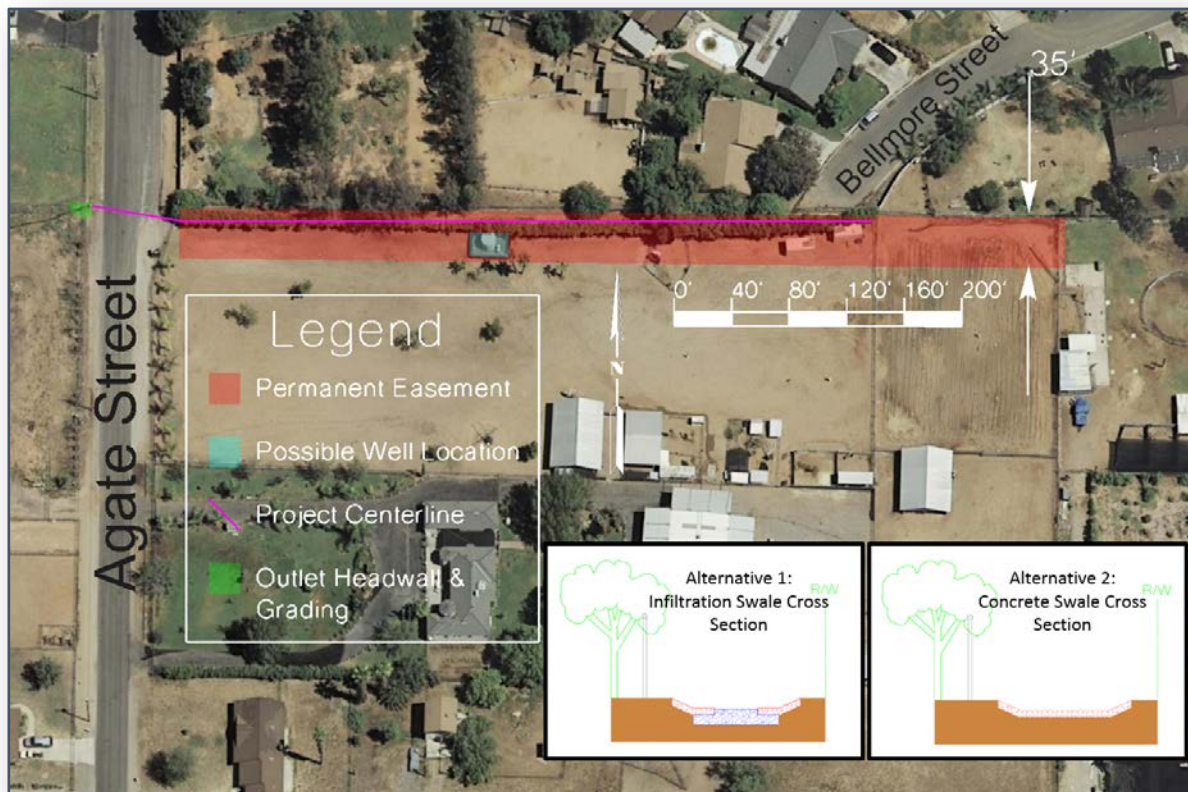 35'
Bellmore Street
0' 40' 80' 120' 160' 200'
N
Agate Street
Legend
Permanent Easement
Possible Well Location
Project Centerline
Outlet Headwall &
Grading
Alternative 1:
Infiltration Swale Cross
Section
R/W
Alternative 2:
Concrete Swale Cross
Section
R/W